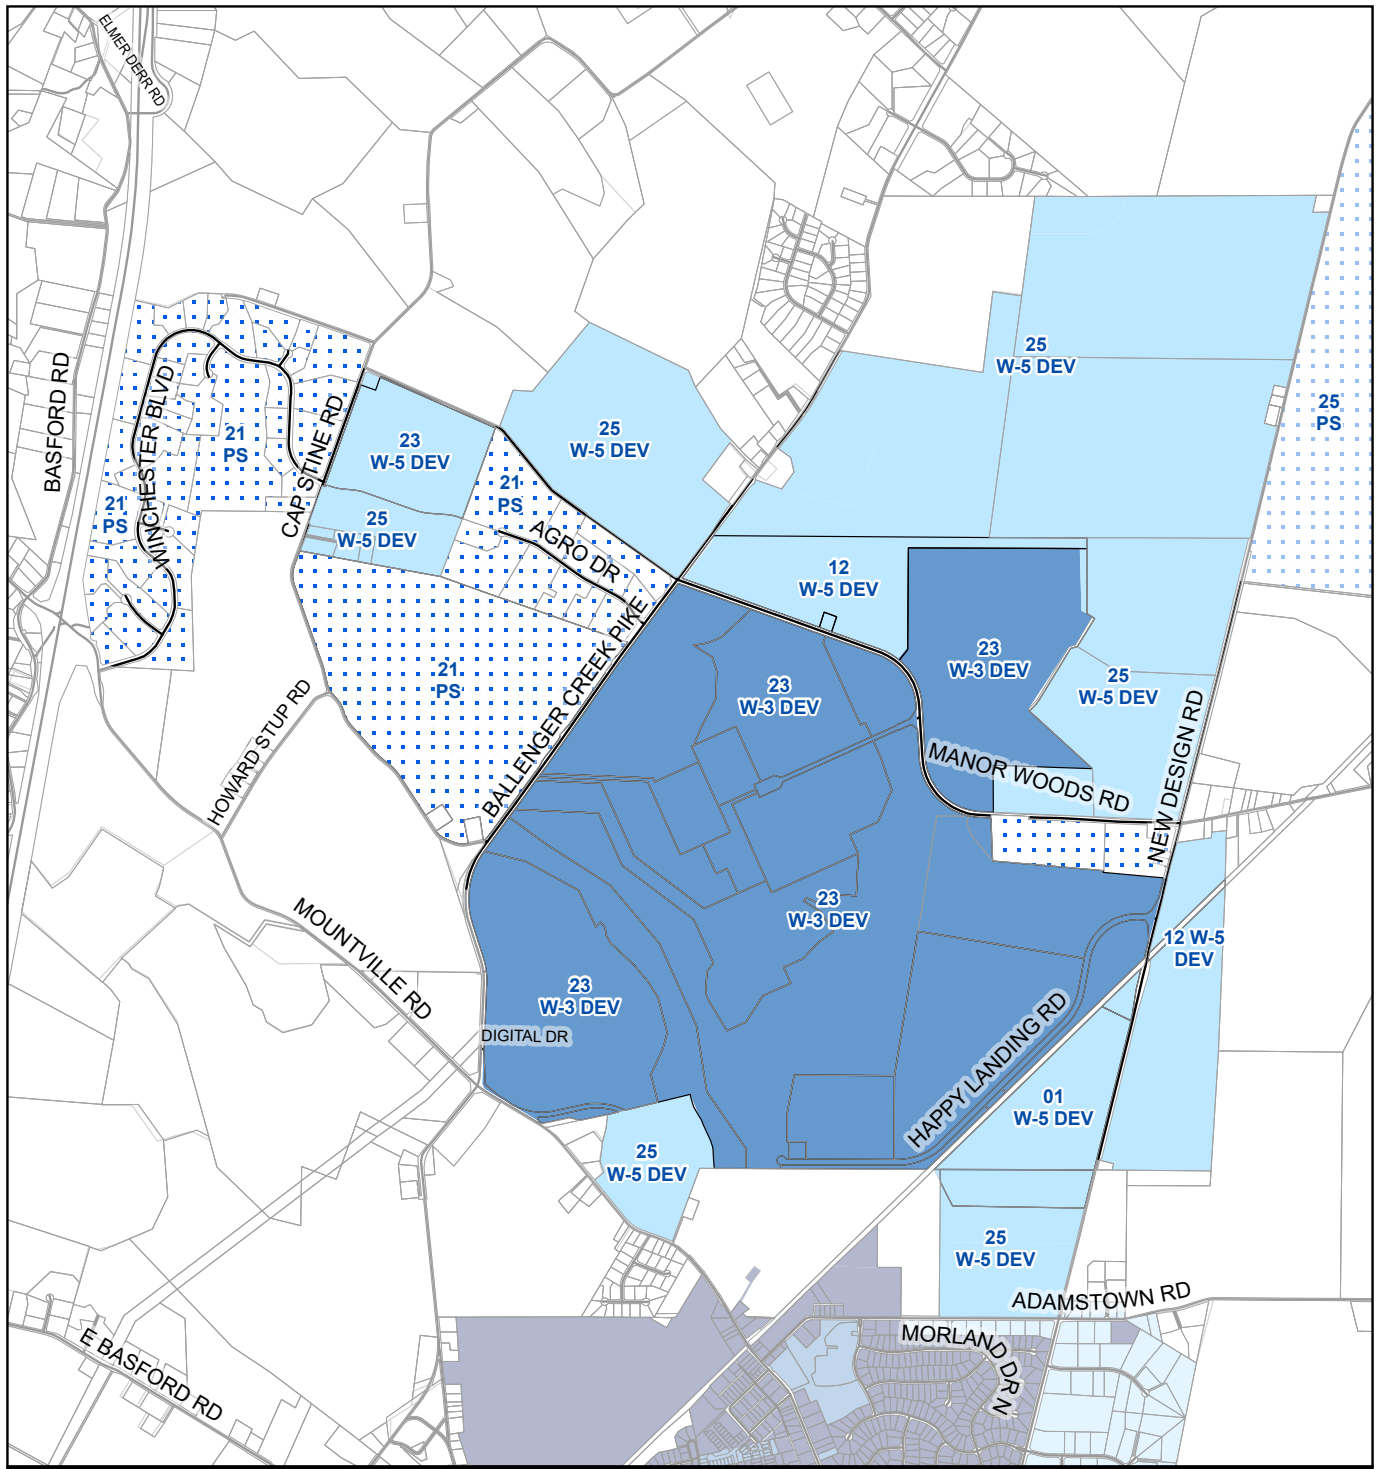 ELMER DERR RD
BASFORD RD
WINCHESTER BLVD
21
PS
21
PS
CAP STINE RD
23
W-5 DEV
25
W-5 DEV
25
W-5 DEV
25
W-5 DEV
25
PS
21
PS
AGRO DR
12
W-5 DEV
21
PS
BALLENGER CREEK PIKE
23
W-3 DEV
23
W-3 DEV
25
W-5 DEV
HOWARD STUP RD
MANOR WOODS RD
NEW DESIGN RD
MOUNTVILLE RD
23
W-3 DEV
12 W-5
DEV
23
W-3 DEV
DIGITAL DR
HAPPY LANDING RD
01
W-5 DEV
25
W-5 DEV
25
W-5 DEV
ADAMSTOWN RD
E BASFORD RD
MORLAND DR N